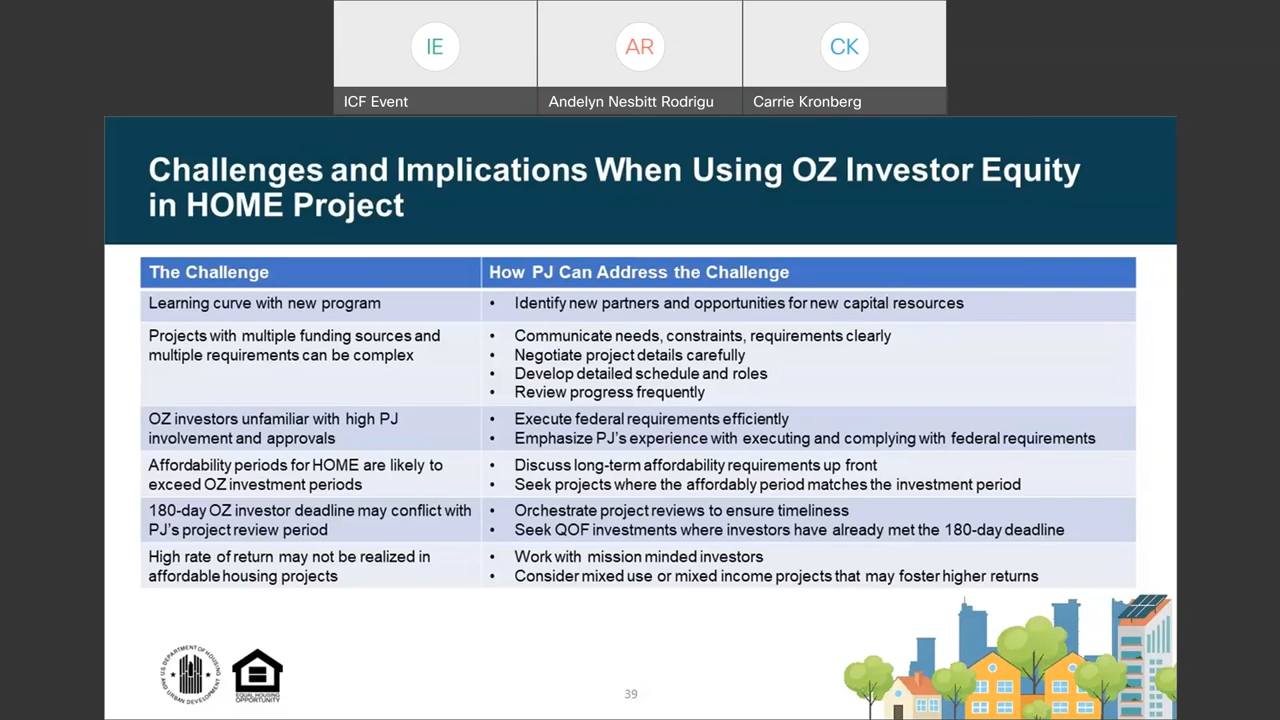 IE
AR
CK
ICF Event
Andelyn Nesbitt Rodrigu
Carrie Kronberg
Challenges and Implications When Using OZ Investor Equity
in HOME Project
The Challenge
How PJ Can Address the Challenge
Learning curve with new program
• Identify new partners and opportunities for new capital resources
Projects with multiple funding sources and
multiple requirements can be complex
• Communicate needs, constraints, requirements clearly
• Negotiate project details carefully
• Develop detailed schedule and roles
• Review progress frequently
OZ investors unfamiliar with high PJ
involvement and approvals
• Execute federal requirements efficiently
• Emphasize PJ's experience with executing and complying with federal requirements
Affordability periods for HOME are likely to
exceed OZ investment periods
• Discuss long-term affordability requirements up front
• Seek projects where the affordably period matches the investment period
180-day OZ investor deadline may conflict with
PJ's project review period
• Orchestrate project reviews to ensure timeliness
• Seek QOF investments where investors have already met the 180-day deadline
High rate of return may not be realized in
affordable housing projects
• Work with mission minded investors
• Consider mixed use or mixed income projects that may foster higher returns
U.S. DEPARTMENT OF HOUSING
AND URBAN DEVELOPMENT
EQUAL HOUSING
OPPORTUNITY
39